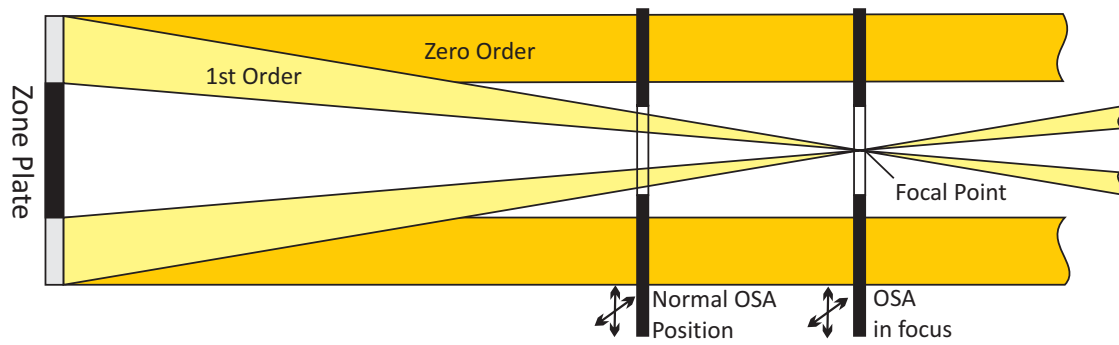 Zone Plate
Zero Order
1st Order
Focal Point
Normal OSA
Position
OSA
in focus